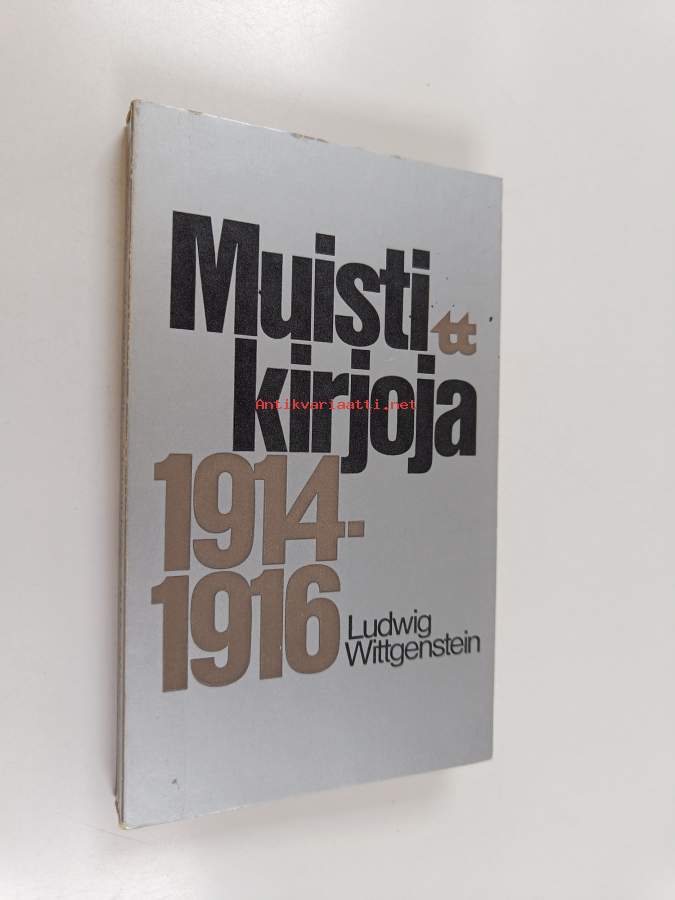 Muisti
tt
kirjoja
Antikvariaatti.net
1914-
1916
Ludwig
Wittgenstein